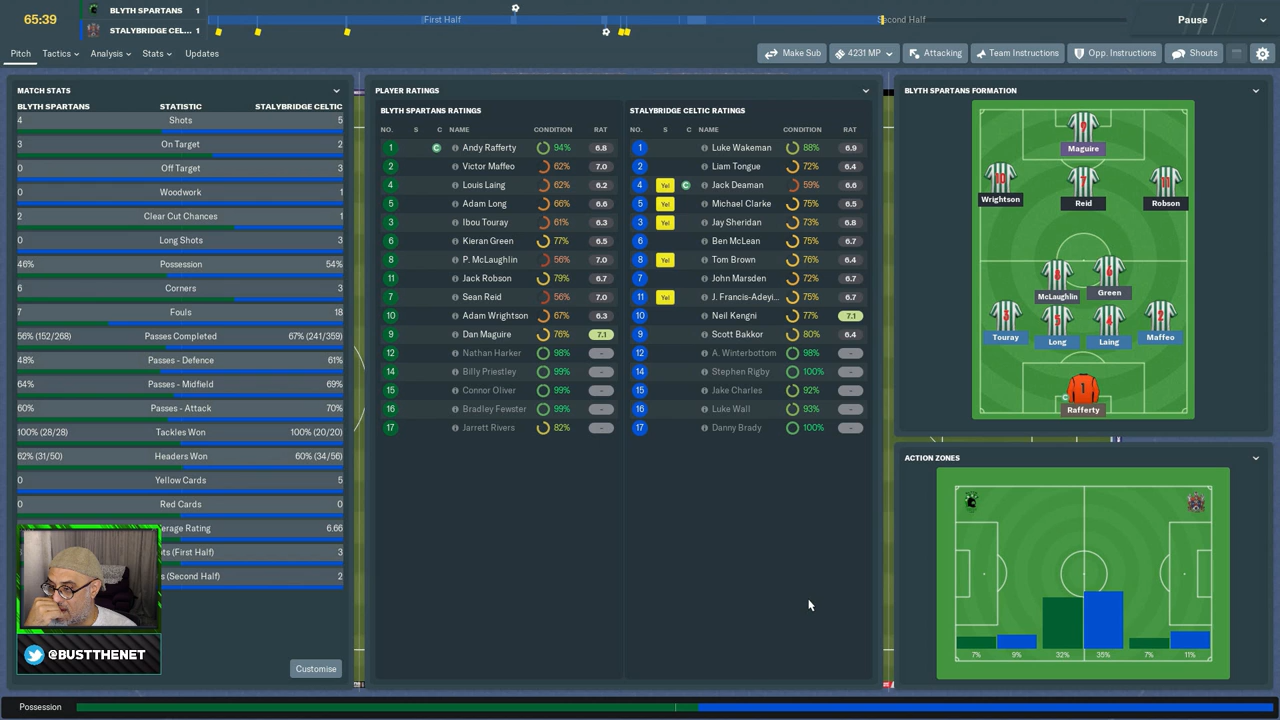 65:39
BLYTH SPARTANS 1
STALYBRIDGE CEL... 1
First Half
Second Half
Pause
Pitch Tactics Analysis Stats Updates
Make Sub 4231 MP Attacking Team Instructions Opp. Instructions Shouts
MATCH STATS
BLYTH SPARTANS STATISTIC STALYBRIDGE CELTIC
4 Shots 5
3 On Target 2
0 Off Target 3
0 Woodwork 1
2 Clear Cut Chances 1
0 Long Shots 3
46% Possession 54%
6 Corners 3
7 Fouls 18
56% (152/268) Passes Completed 67% (241/359)
48% Passes - Defence 61%
64% Passes - Midfield 69%
60% Passes - Attack 70%
100% (28/28) Tackles Won 100% (20/20)
62% (31/50) Headers Won 60% (34/56)
0 Yellow Cards 5
0 Red Cards 0
erage Rating 6.66
ts (First Half) 3
s (Second Half) 2
@BUSTTHENET
Customise
PLAYER RATINGS
BLYTH SPARTANS RATINGS
NO. S C NAME CONDITION RAT
1 C Andy Rafferty 94% 6.8
2 Victor Maffeo 62% 7.0
4 Louis Laing 62% 6.2
5 Adam Long 66% 6.6
3 Ibou Touray 61% 6.3
6 Kieran Green 77% 6.5
8 P. McLaughlin 56% 7.0
11 Jack Robson 79% 6.7
7 Sean Reid 56% 7.0
10 Adam Wrightson 67% 6.3
9 Dan Maguire 76% 7.1
12 Nathan Harker 98% -
14 Billy Priestley 99% -
15 Connor Oliver 99% -
16 Bradley Fewster 99% -
17 Jarrett Rivers 82% -
STALYBRIDGE CELTIC RATINGS
NO. S C NAME CONDITION RAT
1 Luke Wakeman 88% 6.9
2 Liam Tongue 72% 6.4
4 Yel C Jack Deaman 59% 6.6
5 Yel Michael Clarke 75% 6.5
3 Yel Jay Sheridan 73% 6.8
6 Ben McLean 75% 6.7
8 Yel Tom Brown 76% 6.4
7 John Marsden 72% 6.7
11 Yel J. Francis-Adeyi... 75% 6.7
10 Neil Kengni 77% 7.1
9 Scott Bakkor 80% 6.4
12 A. Winterbottom 98% -
14 Stephen Rigby 100% -
15 Jake Charles 92% -
16 Luke Wall 93% -
17 Danny Brady 100% -
BLYTH SPARTANS FORMATION
9
Maguire
10 7 11
Wrightson Reid Robson
8 6
McLaughlin Green
3 5 4 2
Touray Long Laing Maffeo
1
C
Rafferty
ACTION ZONES
7% 9% 32% 35% 7% 11%
Possession